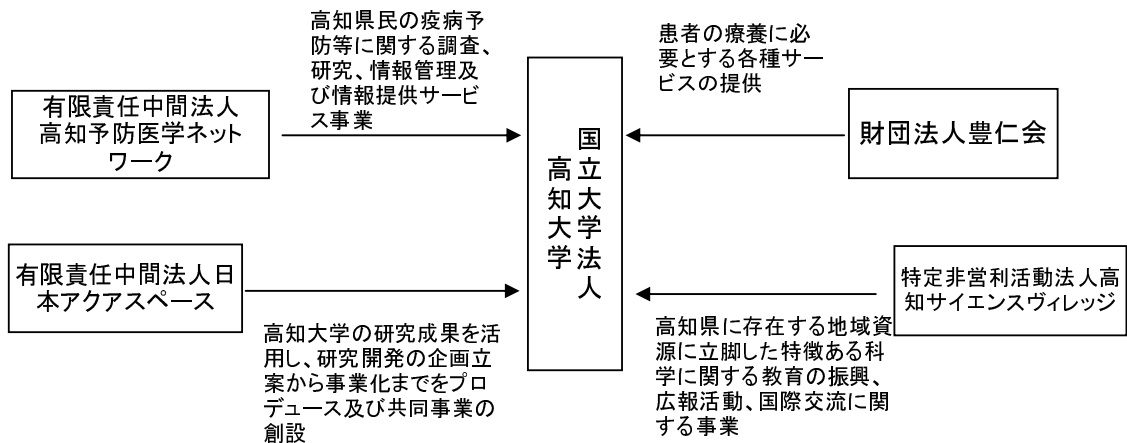 高知県民の疫病予
防等に関する調査、
研究、情報管理及
び情報提供サービ
ス事業
有限責任中間法人
高知予防医学ネット
ワーク
国立大学法人
高知大学
患者の療養に必
要とする各種サー
ビスの提供
財団法人豊仁会
有限責任中間法人日
本アクアスペース
高知大学の研究成果を活
用し、研究開発の企画立
案から事業化までをプロ
デュース及び共同事業の
創設
特定非営利活動法人高
知サイエンスヴィレッジ
高知県に存在する地域資
源に立脚した特徴ある科
学に関する教育の振興、
広報活動、国際交流に関
する事業